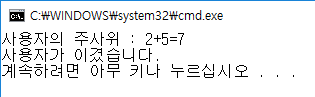 C:₩WINDOWS₩system32₩cmd.exe
사용자의 주사위 : 2+5=7
사용자가 이겼습니다.
계속하려면 아무 키나 누르십시오 . . .